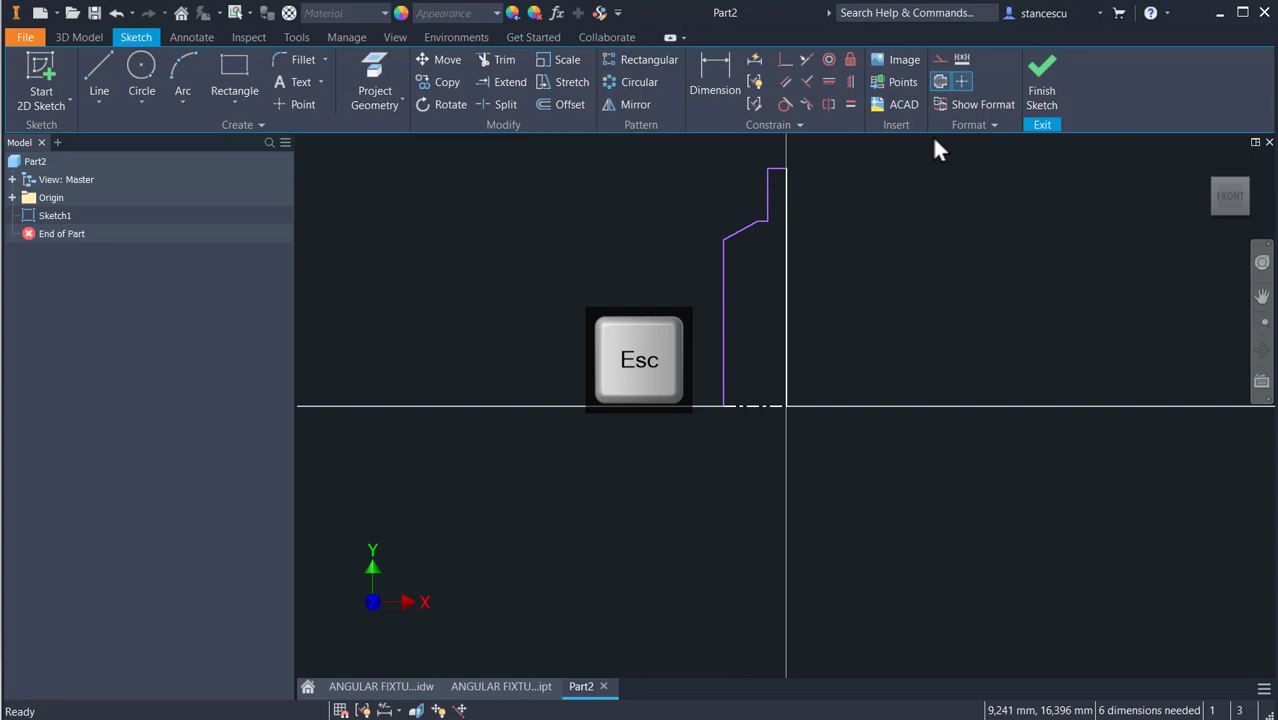 Material
Appearance
Part2
Search Help & Commands...
stancescu
File
3D Model
Sketch
Annotate
Inspect
Tools
Manage
View
Environments
Get Started
Collaborate
Start
2D Sketch
Line
Circle
Arc
Rectangle
Fillet
Text
Point
Project
Geometry
Move
Copy
Rotate
Trim
Extend
Split
Scale
Stretch
Offset
Rectangular
Circular
Mirror
Dimension
Image
Points
ACAD
Show Format
Finish
Sketch
Sketch
Create
Modify
Pattern
Constrain
Insert
Format
Exit
Model
Part2
View: Master
Origin
Sketch1
End of Part
FRONT
Esc
Y
X
ANGULAR FIXTU...idw
ANGULAR FIXTU...ipt
Part2
Ready
9,241 mm, 16,396 mm
6 dimensions needed
1
3